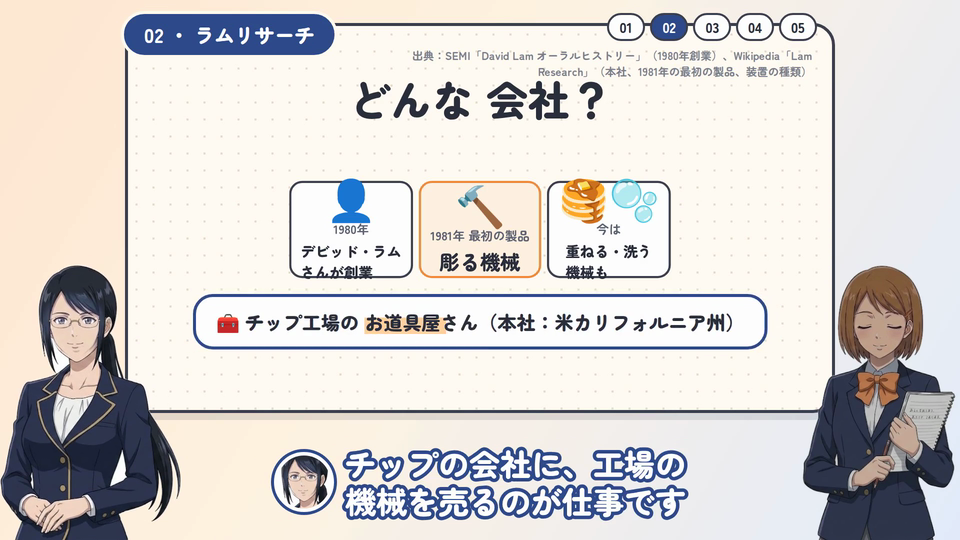 02 ・ ラムリサーチ
01 02 03 04 05
出典：SEMI「David Lam オーラルヒストリー」（1980年創業）、Wikipedia「Lam
Research」（本社、1981年の最初の製品、装置の種類）
どんな 会社？
1980年
デビッド・ラム
さんが創業
1981年 最初の製品
彫る機械
今は
重ねる・洗う
機械も
チップ工場の お道具屋さん（本社：米カリフォルニア州）
チップの会社に、工場の
機械を売るのが仕事です